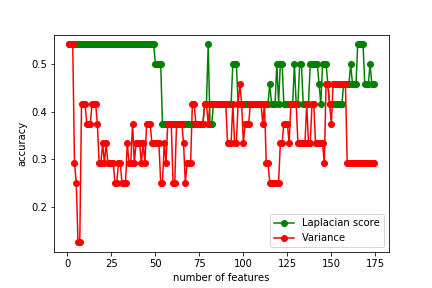 0.5
0.4
0.3
0.2
accuracy
0 25 50 75 100 125 150 175
number of features
Laplacian score
Variance